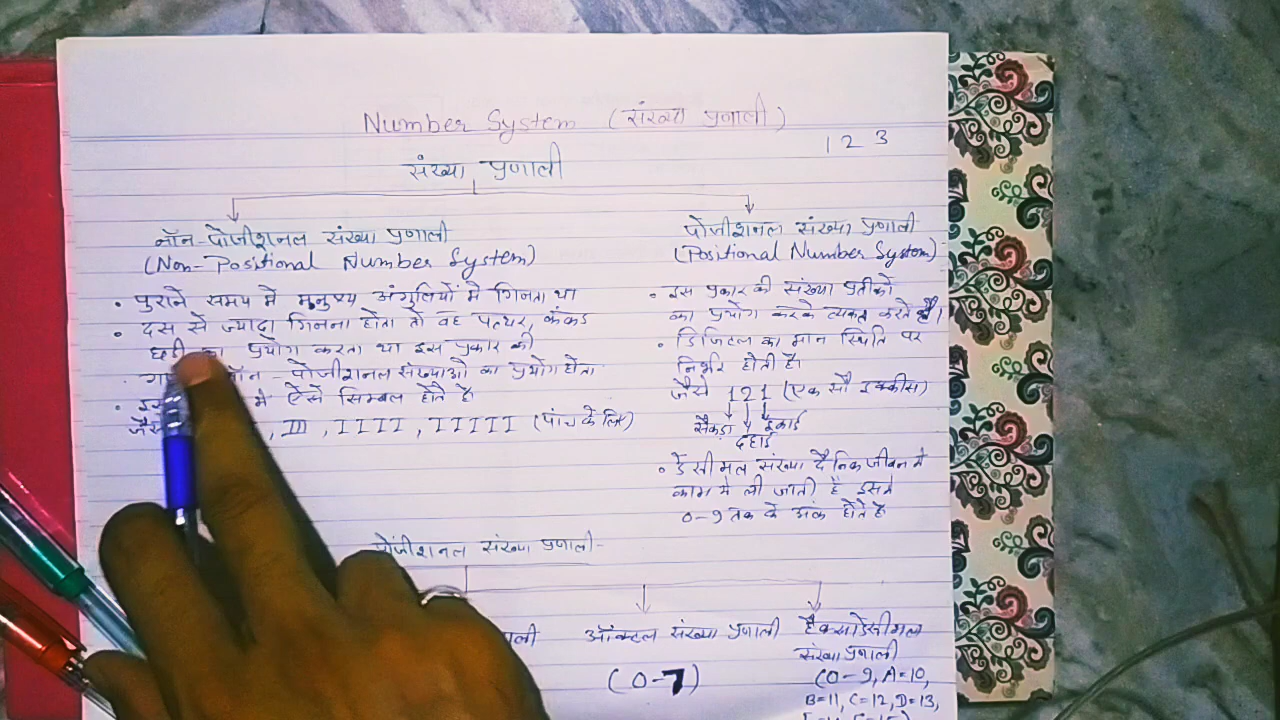 Number System (संख्या प्रणाली)
1 2 3
संख्या प्रणाली
नॉन-पोजीशनल संख्या प्रणाली
(Non-Positional Number System)
• पुराने समय में मनुष्य अंगुलियों में गिनता था
• दस से ज्यादा गिनना होता तो वह पत्थर, कंकड
छडी का प्रयोग करता था इस प्रकार की
नॉन-पोजीशनल संख्याओं का प्रयोग होता
• में ऐसे सिम्बल होते है
जैसे , III, IIII, IIIII (पांच के लिए)
पोजीशनल संख्या प्रणाली
(Positional Number System)
• इस प्रकार की संख्या प्रतीको
का प्रयोग करके व्यक्त करते है।
• डिजिटल का मान स्थिति पर
निर्भर होती है।
जैसे 121 (एक सौ इक्कीस)
सैकडा इकाई
दहाई
• डेसीमल संख्या दैनिक जीवन मे
काम मे ली जाती है इसमे
0-9 तक के अंक होते है
पोजीशनल संख्या प्रणाली
ऑक्टल संख्या प्रणाली
(0-7)
हैक्साडेसीमल
संख्या प्रणाली
(0-9, A=10,
B=11, C=12, D=13,